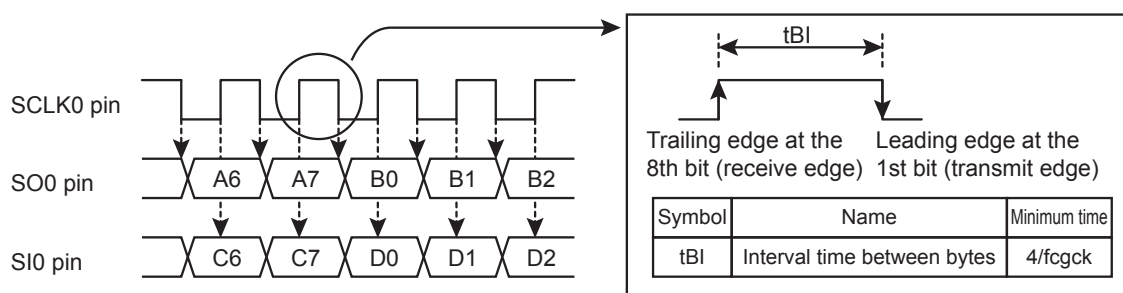 SCLK0 pin
SO0 pin
A6 A7 B0 B1 B2
SI0 pin
C6 C7 D0 D1 D2
tBI
Trailing edge at the
8th bit (receive edge)
Leading edge at the
1st bit (transmit edge)
Symbol Name Minimum time
tBI Interval time between bytes 4/fcgck